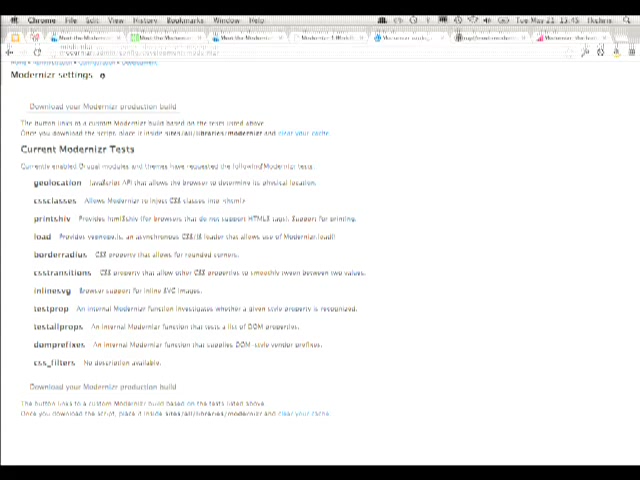 Chrome File Edit View History Bookmarks Window Help Tue May 21 15:45
Home » Administration » Configuration » Development
Modernizr settings
Download your Modernizr production build
The button links to a custom Modernizr build based on the tests listed above.
Once you download the script, place it inside sites/all/libraries/modernizr and clear your cache.
Current Modernizr Tests
Currently enabled Drupal modules and themes have requested the following Modernizr tests:
geolocation JavaScript API that allows the browser to determine its physical location.
cssclasses Allows Modernizr to inject CSS classes into <html>
printshiv Provides html5shiv (for browsers that do not support HTML5 tags). Support for printing.
load Provides yepnope.js, an asynchronous CSS/JS loader that allows use of Modernizr.load()
borderradius CSS property that allows for rounded corners.
csstransitions CSS property that allow other CSS properties to smoothly tween between two values.
inlinesvg Browser support for inline SVG images.
testprop An internal Modernizr function investigates whether a given style property is recognized.
testallprops An internal Modernizr function that tests a list of DOM properties.
domprefixes An internal Modernizr function that supplies DOM-style vendor prefixes.
css_filters No description available.
Download your Modernizr production build
The button links to a custom Modernizr build based on the tests listed above.
Once you download the script, place it inside sites/all/libraries/modernizr and clear your cache.